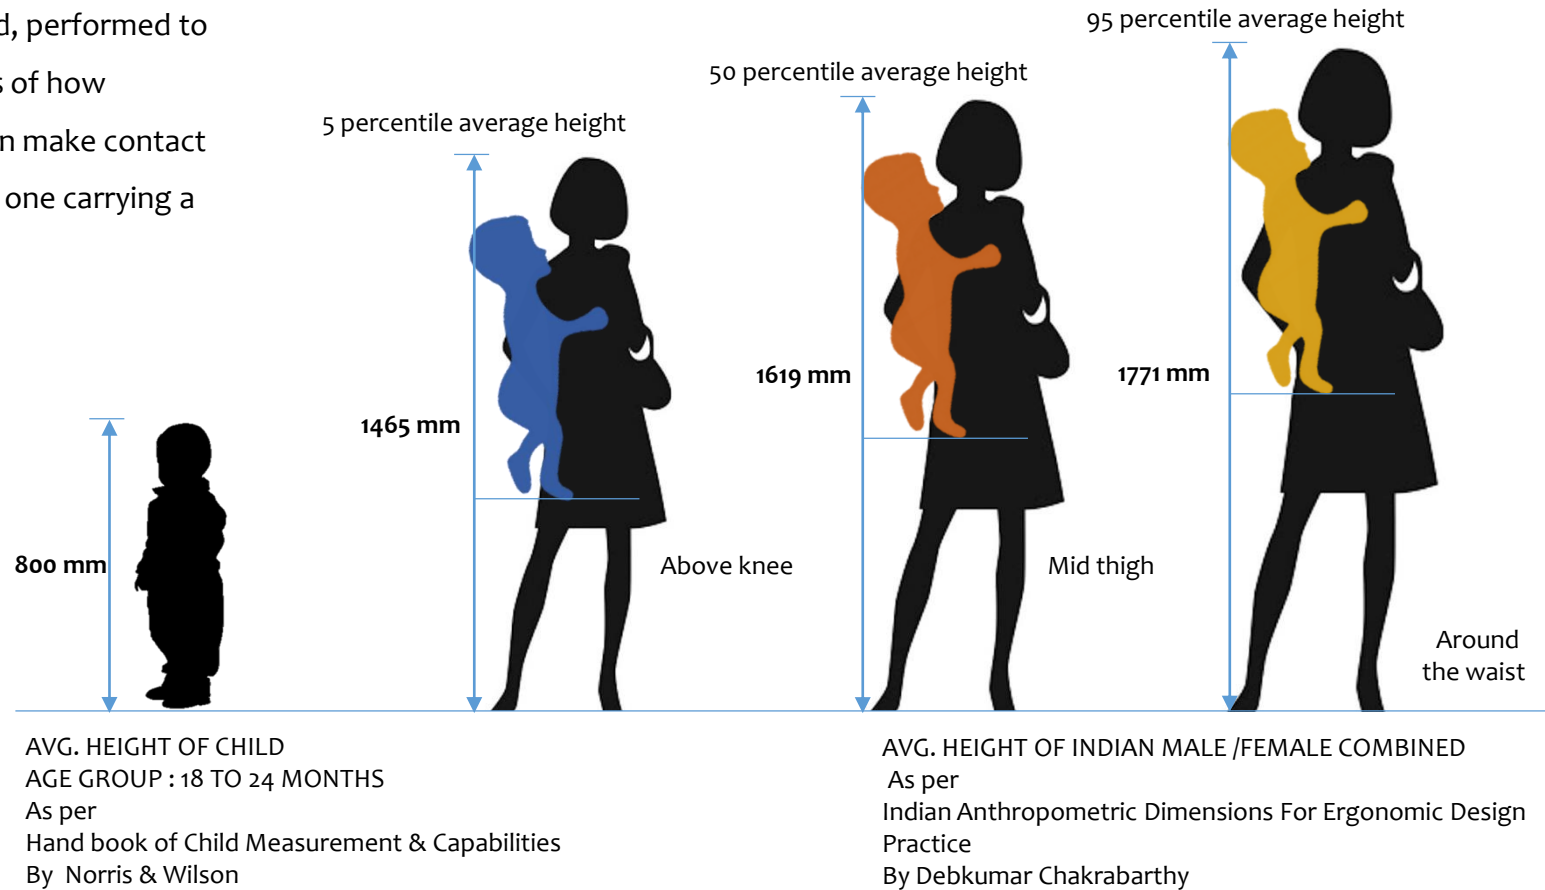 d, performed to
s of how
n make contact
one carrying a
5 percentile average height
50 percentile average height
95 percentile average height
800 mm
1465 mm
1619 mm
1771 mm
Above knee
Mid thigh
Around
the waist
AVG. HEIGHT OF CHILD
AGE GROUP : 18 TO 24 MONTHS
As per
Hand book of Child Measurement & Capabilities
By Norris & Wilson
AVG. HEIGHT OF INDIAN MALE /FEMALE COMBINED
As per
Indian Anthropometric Dimensions For Ergonomic Design
Practice
By Debkumar Chakrabarthy